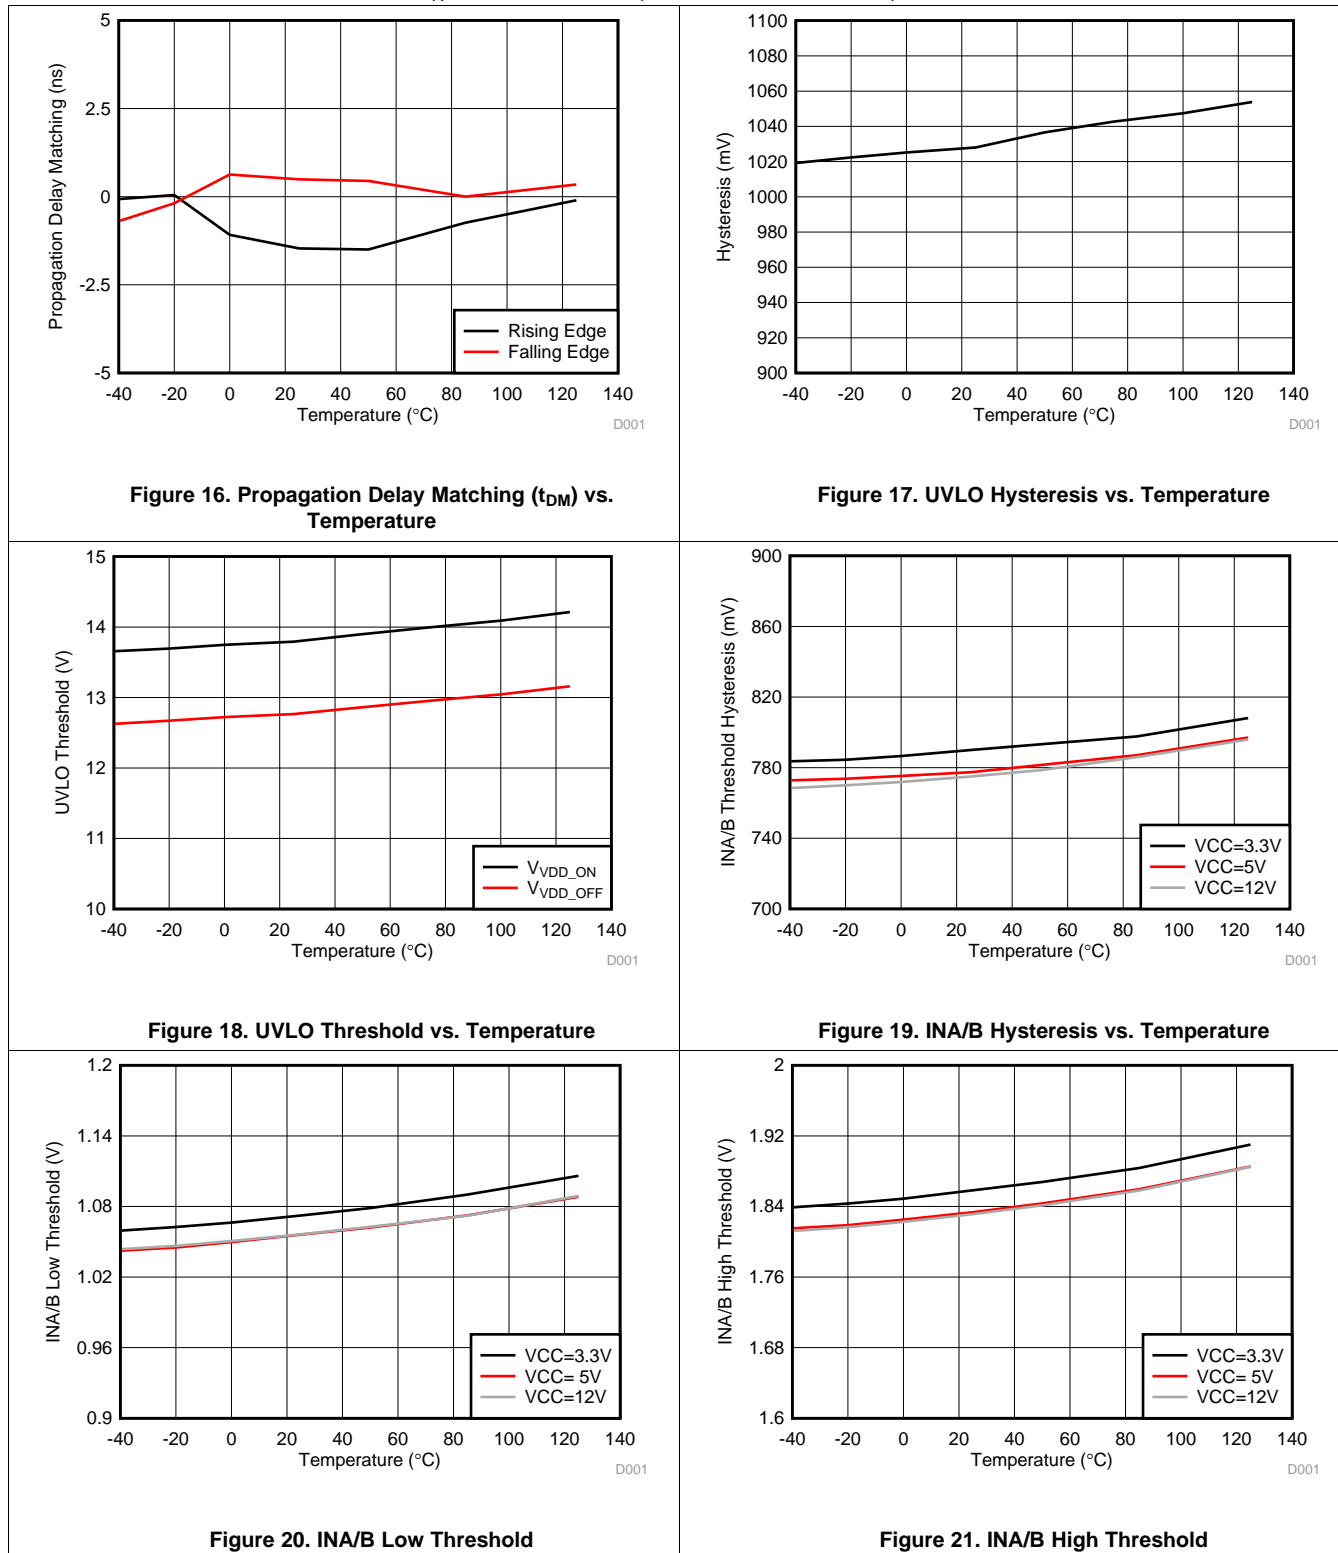 5
2.5
0
-2.5
-5
Propagation Delay Matching (ns)
Rising Edge
Falling Edge
-40 -20 0 20 40 60 80 100 120 140
Temperature (°C)
D001
Figure 16. Propagation Delay Matching (tDM) vs.
Temperature
1100
1080
1060
1040
1020
1000
980
960
940
920
900
Hysteresis (mV)
-40 -20 0 20 40 60 80 100 120 140
Temperature (°C)
D001
Figure 17. UVLO Hysteresis vs. Temperature
15
14
13
12
11
10
UVLO Threshold (V)
VVDD_ON
VVDD_OFF
-40 -20 0 20 40 60 80 100 120 140
Temperature (°C)
D001
Figure 18. UVLO Threshold vs. Temperature
900
860
820
780
740
700
INA/B Threshold Hysteresis (mV)
VCC=3.3V
VCC=5V
VCC=12V
-40 -20 0 20 40 60 80 100 120 140
Temperature (°C)
D001
Figure 19. INA/B Hysteresis vs. Temperature
1.2
1.14
1.08
1.02
0.96
0.9
INA/B Low Threshold (V)
VCC=3.3V
VCC= 5V
VCC=12V
-40 -20 0 20 40 60 80 100 120 140
Temperature (°C)
D001
Figure 20. INA/B Low Threshold
2
1.92
1.84
1.76
1.68
1.6
INA/B High Threshold (V)
VCC=3.3V
VCC= 5V
VCC=12V
-40 -20 0 20 40 60 80 100 120 140
Temperature (°C)
D001
Figure 21. INA/B High Threshold